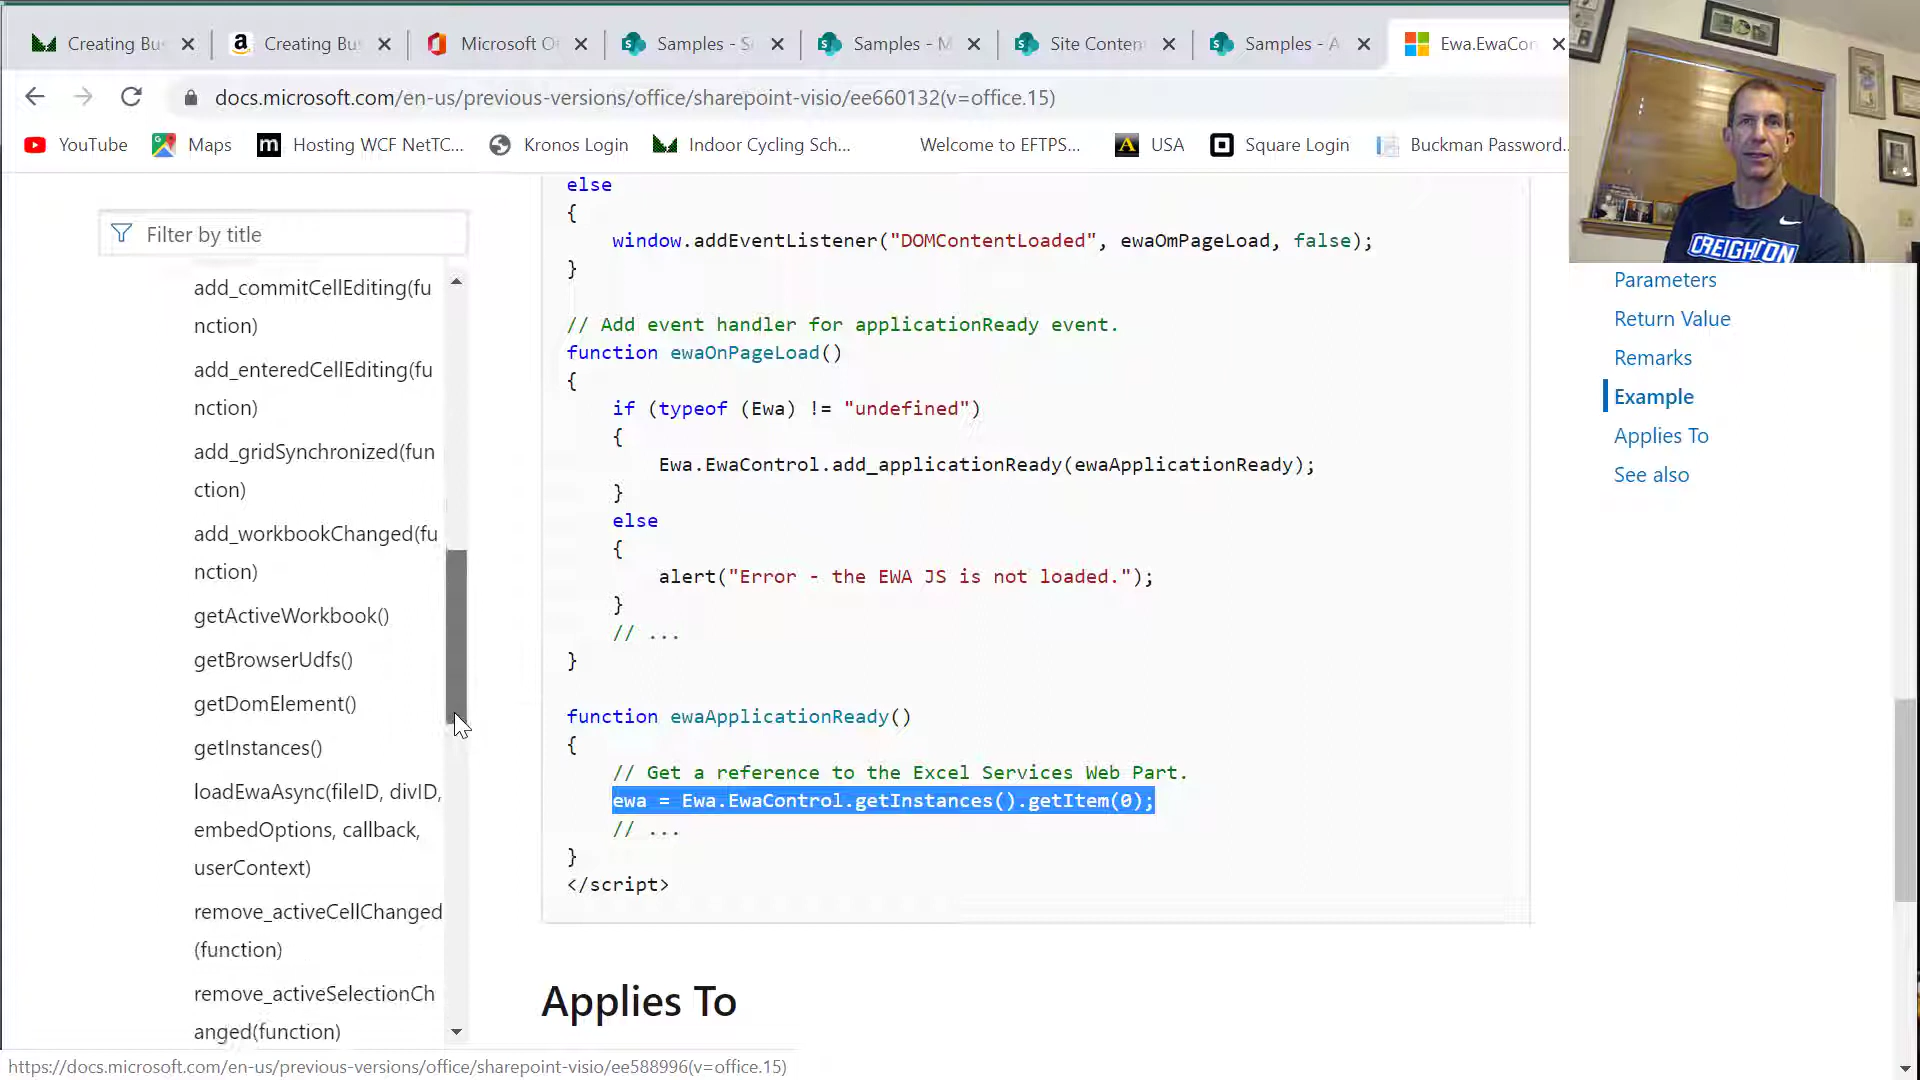 Creating Bu
Creating Bu
Microsoft O
Samples - S
Samples - M
Site Conten
Samples - A
Ewa.EwaCon
docs.microsoft.com/en-us/previous-versions/office/sharepoint-visio/ee660132(v=office.15)
YouTube
Maps
Hosting WCF NetTC...
Kronos Login
Indoor Cycling Sch...
Welcome to EFTPS...
USA
Square Login
Buckman Password...
CREIGHTON
Filter by title
add_commitCellEditing(fu
nction)
add_enteredCellEditing(fu
nction)
add_gridSynchronized(fun
ction)
add_workbookChanged(fu
nction)
getActiveWorkbook()
getBrowserUdfs()
getDomElement()
getInstances()
loadEwaAsync(fileID, divID,
embedOptions, callback,
userContext)
remove_activeCellChanged
(function)
remove_activeSelectionCh
anged(function)
else
{
window.addEventListener("DOMContentLoaded", ewaOmPageLoad, false);
}
// Add event handler for applicationReady event.
function ewaOnPageLoad()
{
if (typeof (Ewa) != "undefined")
{
Ewa.EwaControl.add_applicationReady(ewaApplicationReady);
}
else
{
alert("Error - the EWA JS is not loaded.");
}
// ...
}
function ewaApplicationReady()
{
// Get a reference to the Excel Services Web Part.
ewa = Ewa.EwaControl.getInstances().getItem(0);
// ...
}
</script>
Applies To
Parameters
Return Value
Remarks
Example
Applies To
See also
https://docs.microsoft.com/en-us/previous-versions/office/sharepoint-visio/ee588996(v=office.15)